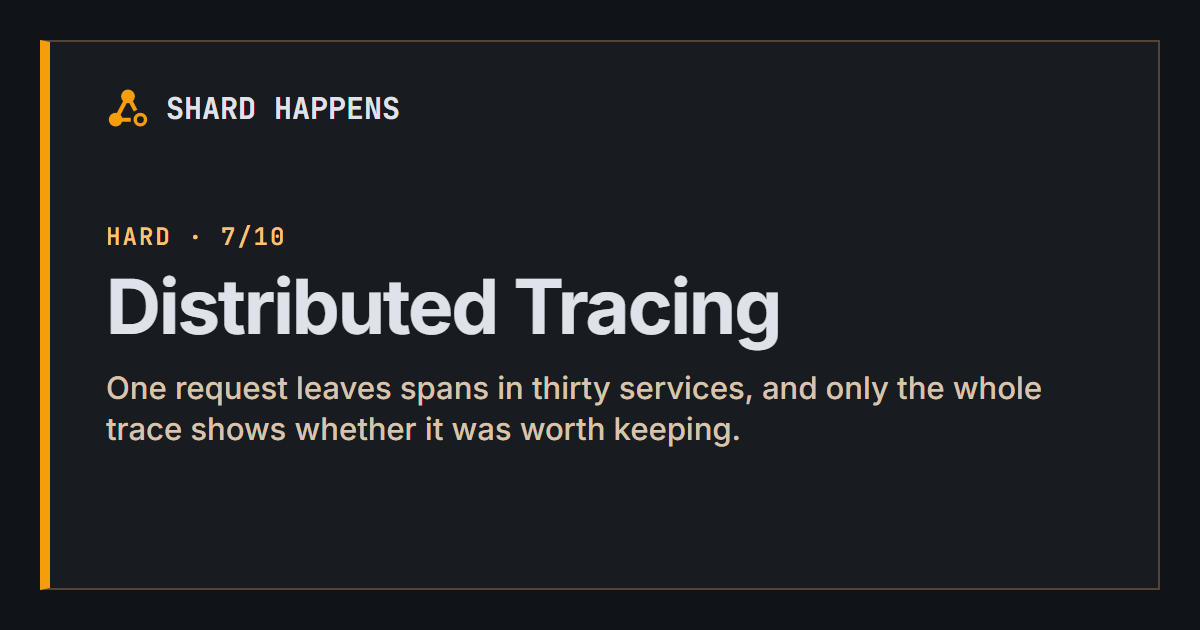 SHARD HAPPENS
HARD · 7/10
Distributed Tracing
One request leaves spans in thirty services, and only the whole
trace shows whether it was worth keeping.